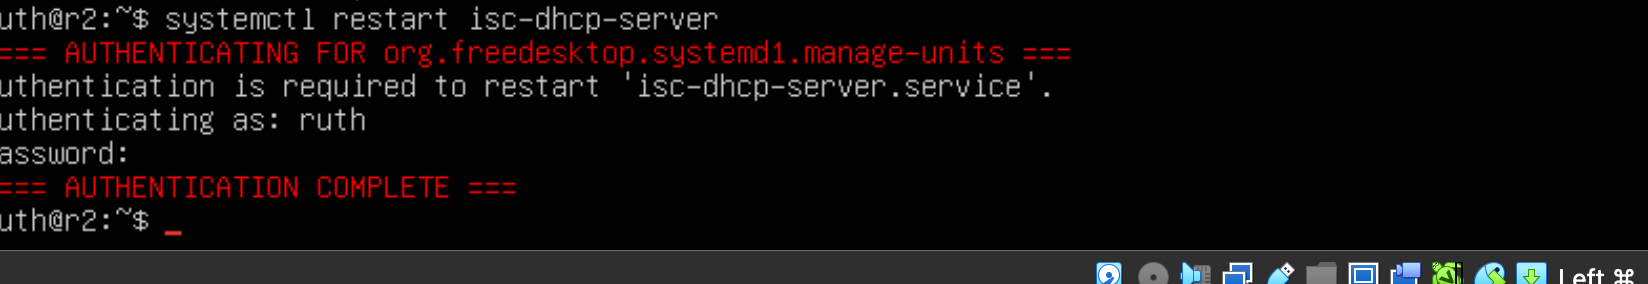 uth@r2:~$ systemctl restart isc-dhcp-server
=== AUTHENTICATING FOR org.freedesktop.systemd1.manage-units ===
uthentication is required to restart 'isc-dhcp-server.service'.
uthenticating as: ruth
assword:
=== AUTHENTICATION COMPLETE ===
uth@r2:~$ _
Left ⌘